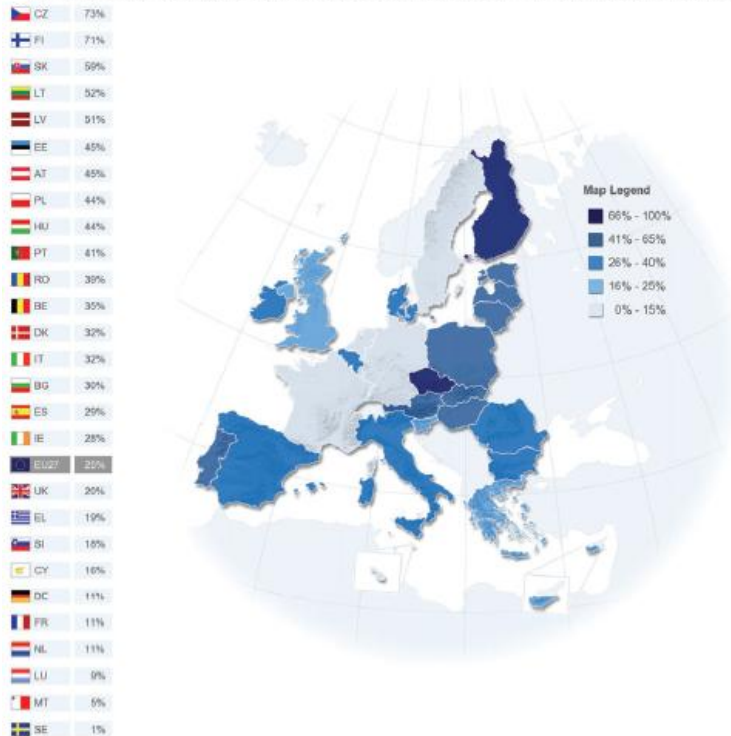 CZ 73%
FI 71%
SK 59%
LT 52%
LV 51%
EE 45%
AT 45%
PL 44%
HU 44%
PT 41%
RO 39%
BE 35%
DK 32%
IT 32%
BG 30%
ES 29%
IE 28%
EU27 25%
UK 20%
EL 19%
SI 18%
CY 16%
DE 11%
FR 11%
NL 11%
LU 9%
MT 5%
SE 1%
Map Legend
66% - 100%
41% - 65%
26% - 40%
16% - 25%
0% - 15%